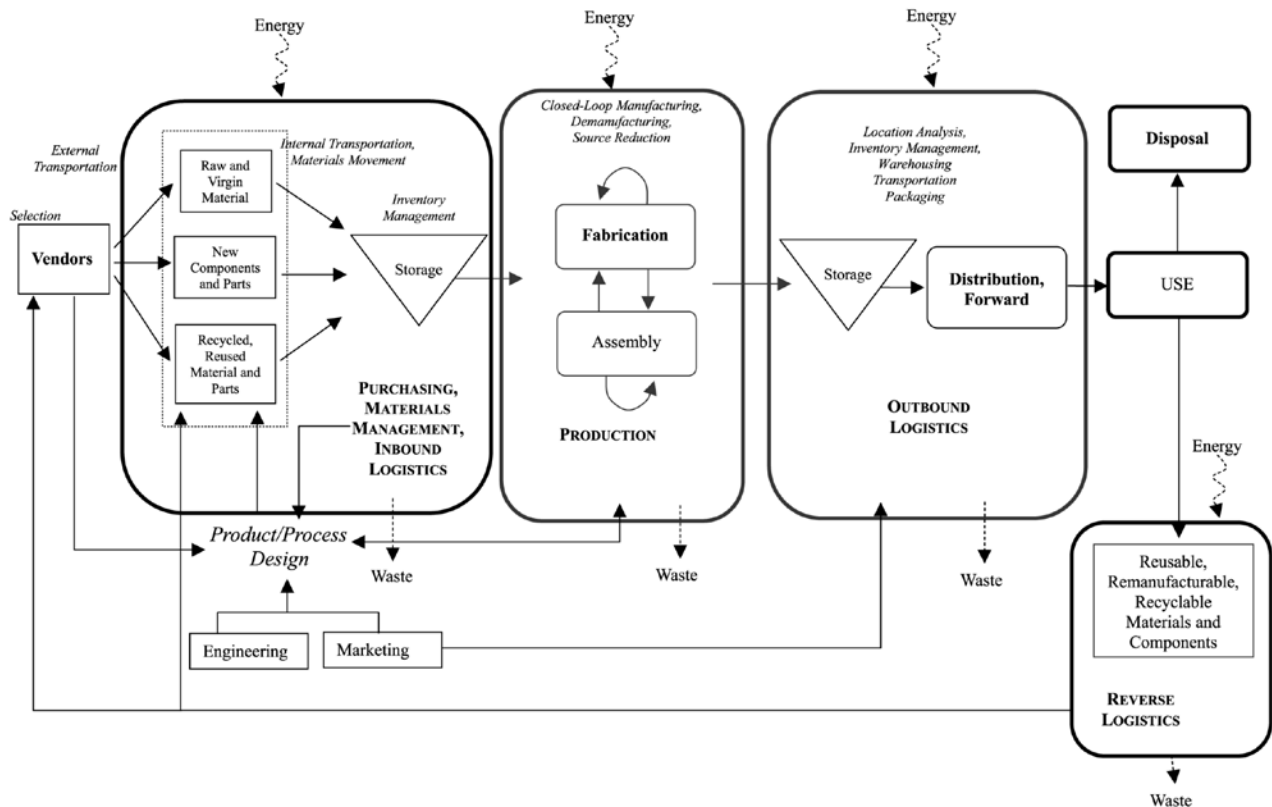 Energy
Energy
Energy
External
Transportation
Selection
Vendors
Raw and
Virgin
Material
New
Components
and Parts
Recycled,
Reused
Material and
Parts
Internal Transportation,
Materials Movement
Inventory
Management
Storage
PURCHASING,
MATERIALS
MANAGEMENT,
INBOUND
LOGISTICS
Closed-Loop Manufacturing,
Demanufacturing,
Source Reduction
Fabrication
Assembly
PRODUCTION
Location Analysis,
Inventory Management,
Warehousing
Transportation
Packaging
Storage
Distribution,
Forward
OUTBOUND
LOGISTICS
Disposal
USE
Energy
Reusable,
Remanufacturable,
Recyclable
Materials and
Components
REVERSE
LOGISTICS
Waste
Product/Process
Design
Waste
Waste
Waste
Engineering
Marketing